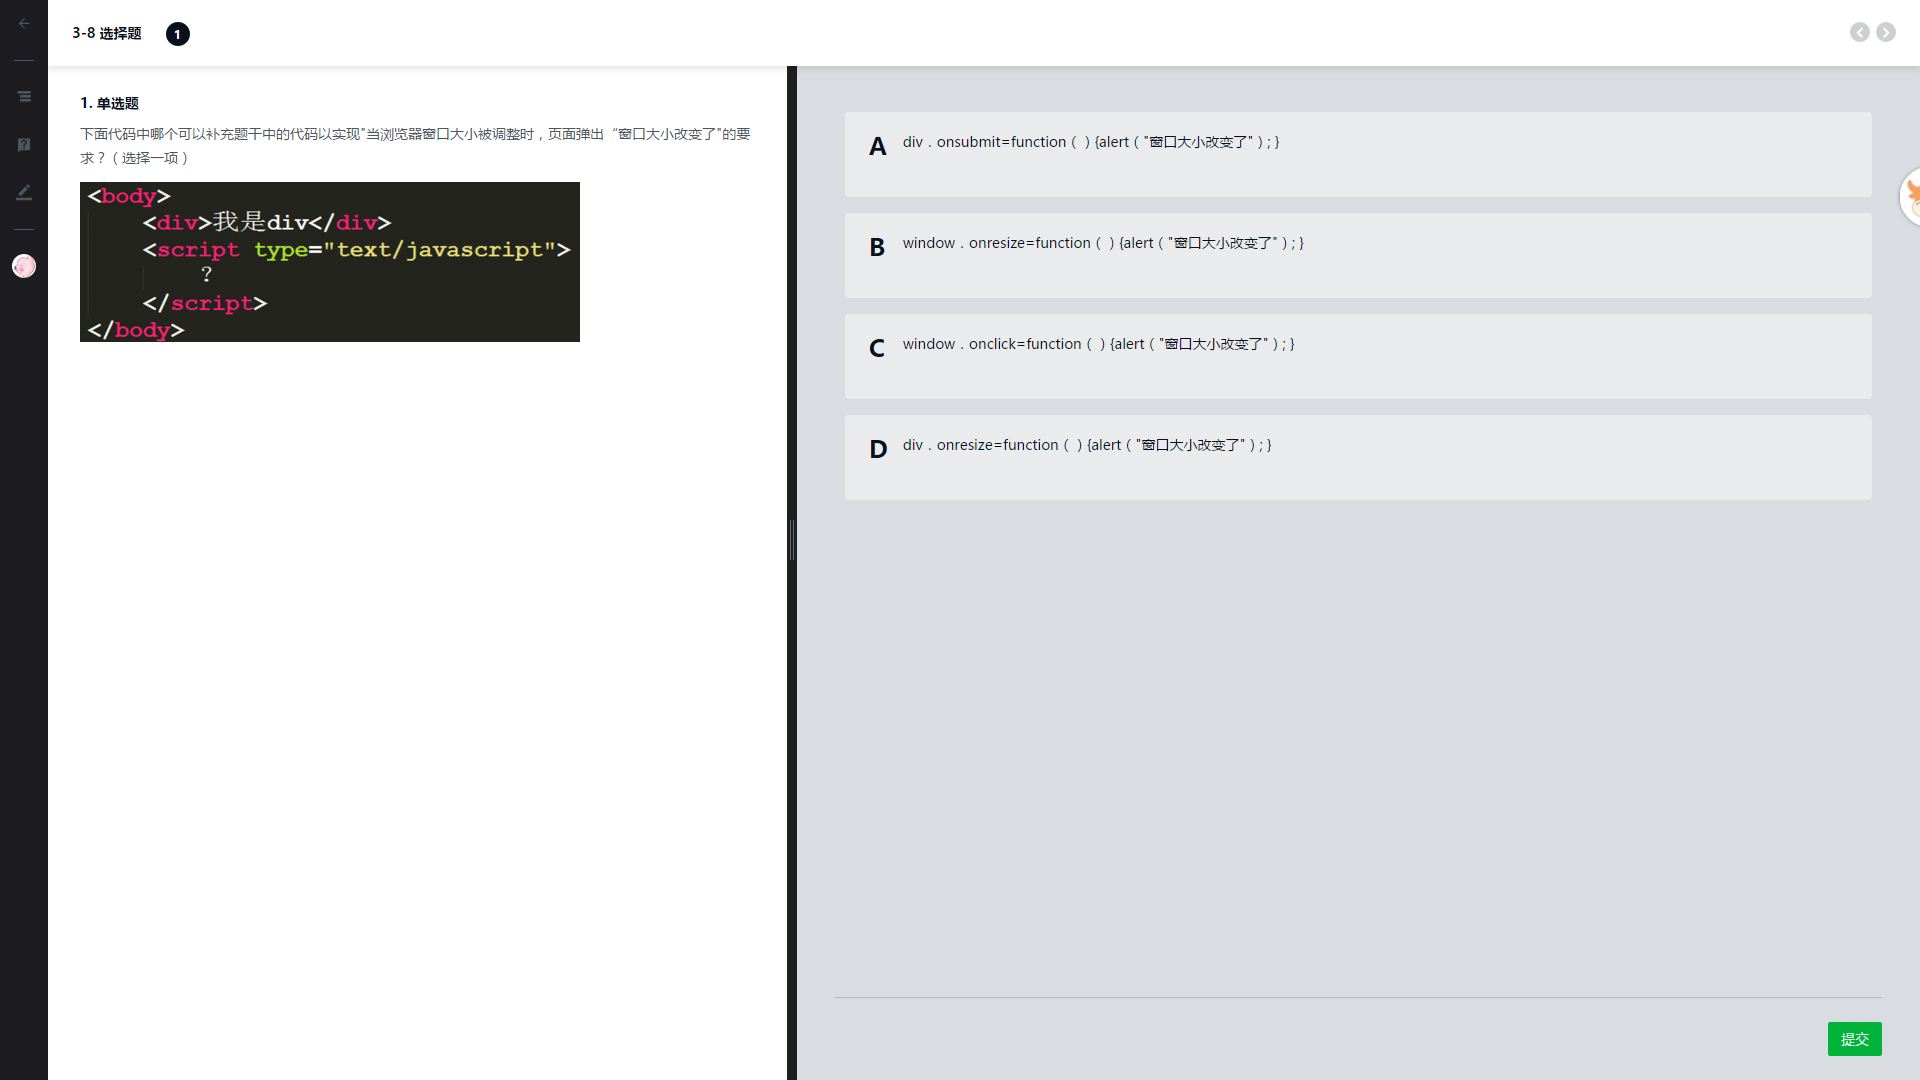 3-8 选择题 1
1. 单选题
下面代码中哪个可以补充题干中的代码以实现"当浏览器窗口大小被调整时，页面弹出“窗口大小改变了"的要
求？(选择一项)
<body>
<div>我是div</div>
<script type="text/javascript">
?
</script>
</body>
A div . onsubmit=function ( ) {alert ( "窗口大小改变了" ) ; }
B window . onresize=function ( ) {alert ( "窗口大小改变了" ) ; }
C window . onclick=function ( ) {alert ( "窗口大小改变了" ) ; }
D div . onresize=function ( ) {alert ( "窗口大小改变了" ) ; }
提交